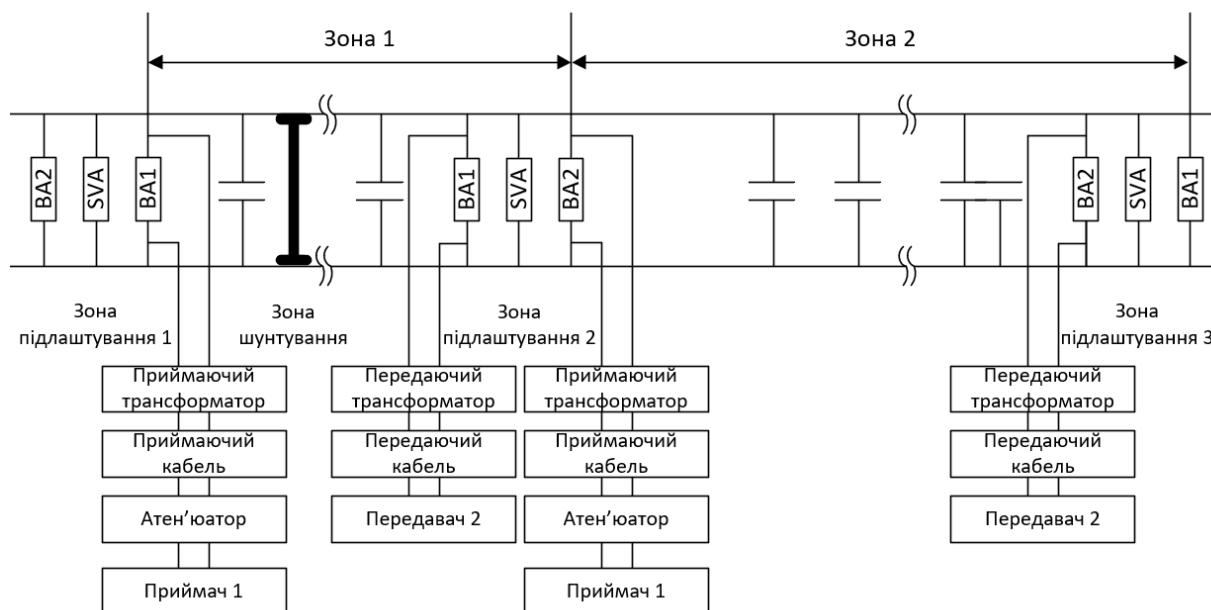 Зона 1
Зона 2
BA2
SVA
BA1
BA1
SVA
BA2
BA2
SVA
BA1
Зона
підлаштування 1
Зона
шунтування
Зона
підлаштування 2
Зона
підлаштування 3
Приймаючий
трансформатор
Передаючий
трансформатор
Приймаючий
трансформатор
Передаючий
трансформатор
Приймаючий
кабель
Передаючий
кабель
Приймаючий
кабель
Передаючий
кабель
Атен’юатор
Передавач 2
Атен’юатор
Передавач 2
Приймач 1
Приймач 1